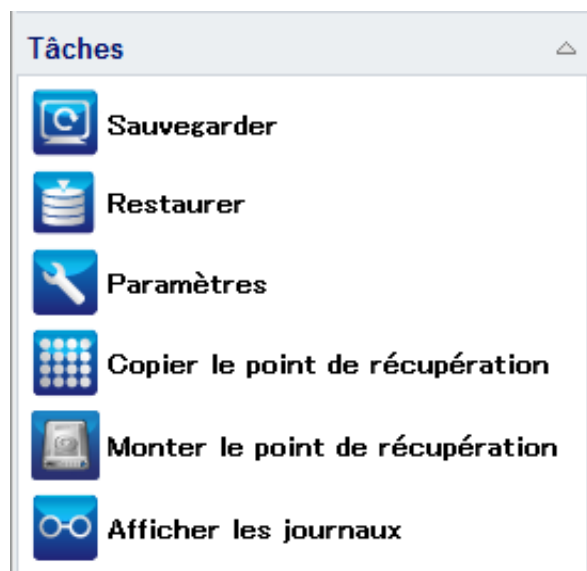 Tâches
Sauvegarder
Restaurer
Paramètres
Copier le point de récupération
Monter le point de récupération
Afficher les journaux